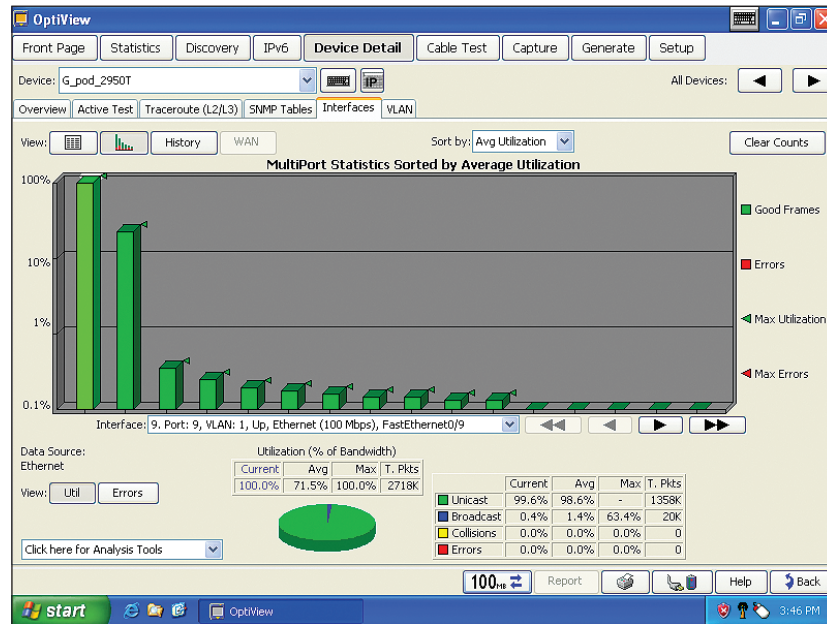 OptiView
Front Page Statistics Discovery IPv6 Device Detail Cable Test Capture Generate Setup
Device: G_pod_2950T IP All Devices:
Overview Active Test Traceroute (L2/L3) SNMP Tables Interfaces VLAN
View: History WAN Sort by: Avg Utilization Clear Counts
MultiPort Statistics Sorted by Average Utilization
100%
10%
1%
0.1%
Good Frames
Errors
Max Utilization
Max Errors
Interface: 9. Port: 9, VLAN: 1, Up, Ethernet (100 Mbps), FastEthernet0/9
Data Source:
Ethernet
View: Util Errors
Click here for Analysis Tools
Utilization (% of Bandwidth)
Current Avg Max T. Pkts
100.0% 71.5% 100.0% 2718K
Current Avg Max T. Pkts
Unicast 99.6% 98.6% - 1358K
Broadcast 0.4% 1.4% 63.4% 20K
Collisions 0.0% 0.0% 0.0% 0
Errors 0.0% 0.0% 0.0% 0
100MB Report Help Back
start OptiView 3:46 PM